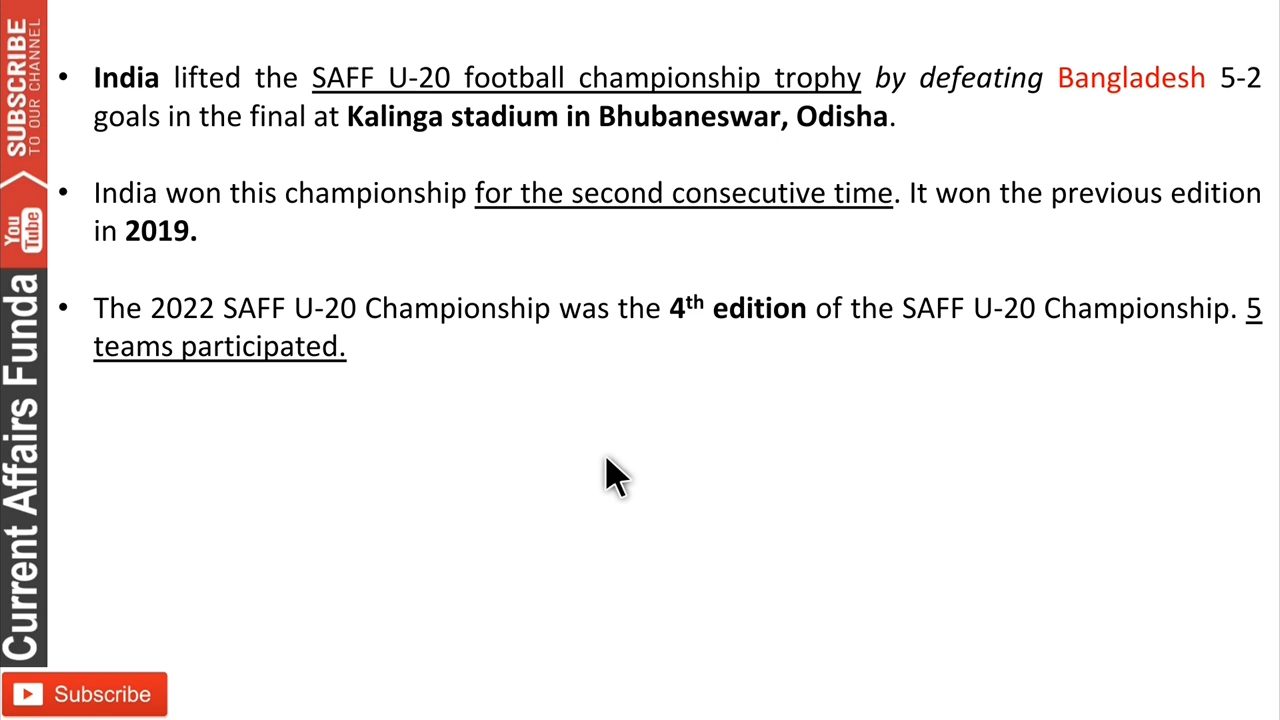 SUBSCRIBE
TO OUR CHANNEL
You
Tube
Current Affairs Funda
• India lifted the SAFF U-20 football championship trophy by defeating Bangladesh 5-2
goals in the final at Kalinga stadium in Bhubaneswar, Odisha.
• India won this championship for the second consecutive time. It won the previous edition
in 2019.
• The 2022 SAFF U-20 Championship was the 4th edition of the SAFF U-20 Championship. 5
teams participated.
Subscribe